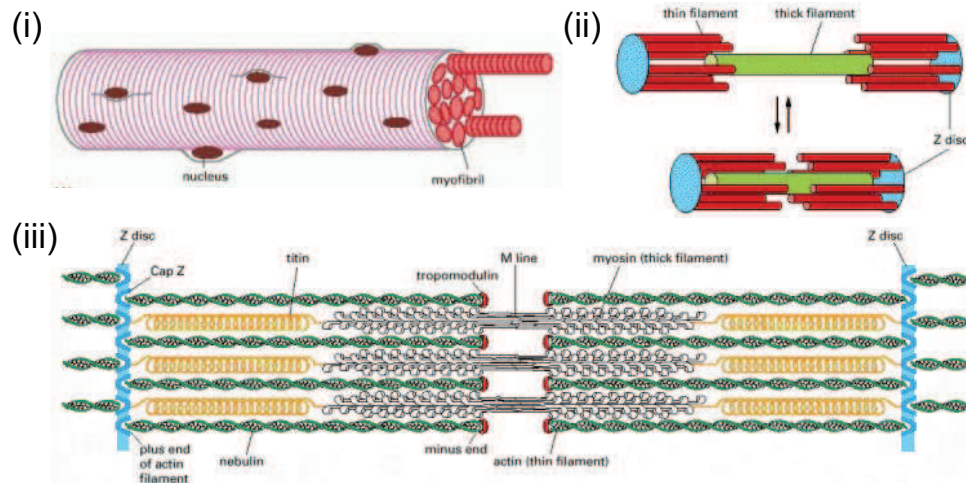 (i)
nucleus
myofibril
(ii)
thin filament
thick filament
Z disc
(iii)
Z disc
Cap Z
titin
tropomodulin
M line
myosin (thick filament)
Z disc
plus end
of actin
filament
nebulin
minus end
actin (thin filament)